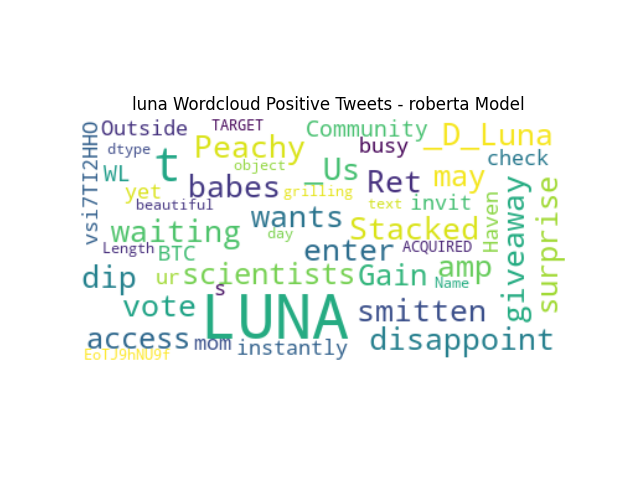 luna Wordcloud Positive Tweets - roberta Model
vsi7TI2HHO
Outside
TARGET
Community
_D_Luna
dtype
t
Peachy
object
busy
check
WL
_Us
yet
babes
grilling
Ret
may
beautiful
text
invit
wants
giveaway
surprise
Haven
waiting
day
Stacked
Length
BTC
enter
ACQUIRED
dip
ur
scientists
Gain
amp
Name
s
vote
LUNA
smitten
access
mom
instantly
disappoint
EoTJ9hNU9f